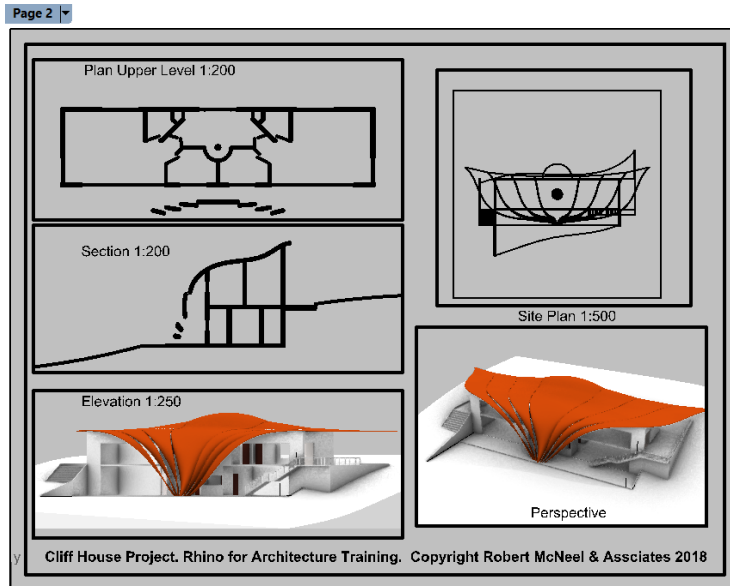 Page 2
Plan Upper Level 1:200
Section 1:200
Site Plan 1:500
Elevation 1:250
Perspective
y
Cliff House Project. Rhino for Architecture Training. Copyright Robert McNeel & Assciates 2018